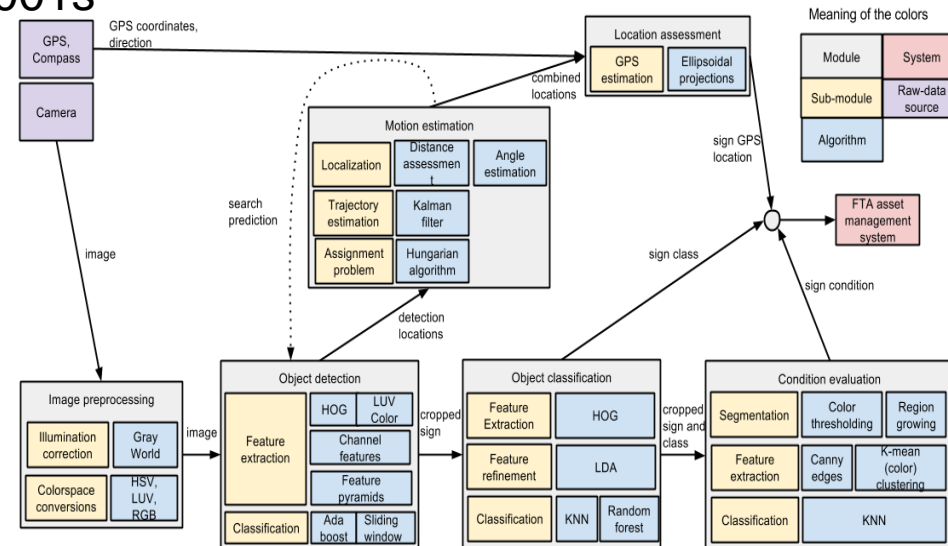 GPS coordinates,
direction
GPS,
Compass
Camera
Location assessment
GPS
estimation
Ellipsoidal
projections
Meaning of the colors
Module
System
Sub-module
Raw-data
source
Algorithm
combined
locations
Motion estimation
Localization
Distance
assessmen
t
Angle
estimation
Trajectory
estimation
Kalman
filter
Assignment
problem
Hungarian
algorithm
search
prediction
sign GPS
location
FTA asset
management
system
image
sign class
sign condition
detection
locations
Image preprocessing
Illumination
correction
Gray
World
Colorspace
conversions
HSV,
LUV,
RGB
image
Object detection
Feature
extraction
HOG
LUV
Color
Channel
features
Feature
pyramids
Classification
Ada
boost
Sliding
window
cropped
sign
Object classification
Feature
Extraction
HOG
Feature
refinement
LDA
Classification
KNN
Random
forest
cropped
sign and
class
Condition evaluation
Segmentation
Color
thresholding
Region
growing
Feature
extraction
Canny
edges
K-mean
(color)
clustering
Classification
KNN